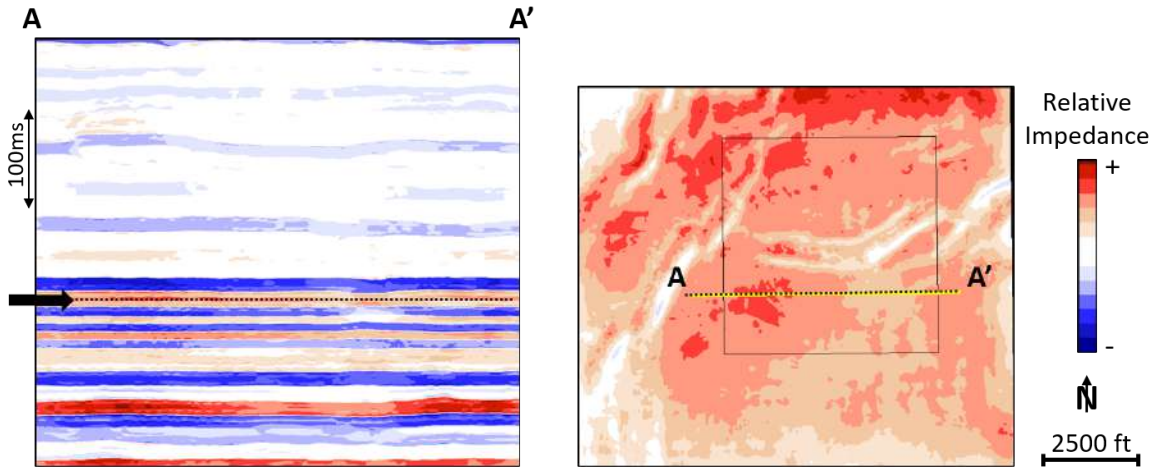 A
A'
100ms
A
A'
Relative
Impedance
+
-
N
2500 ft